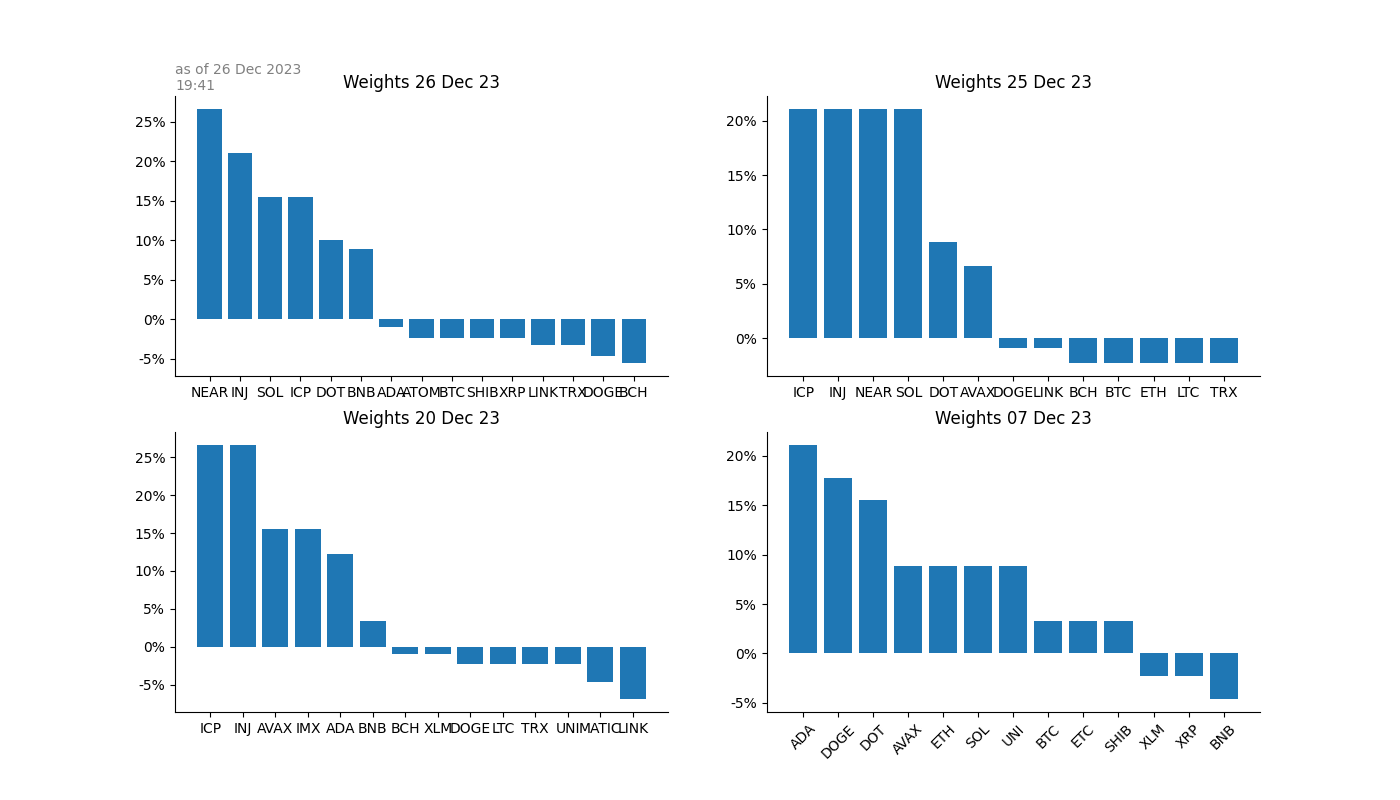 as of 26 Dec 2023
19:41
Weights 26 Dec 23
25%
20%
15%
10%
5%
0%
-5%
NEAR INJ SOL ICP DOT BNB ADA ATOM BTC SHIB XRP LINK TRX DOGE BCH
Weights 25 Dec 23
20%
15%
10%
5%
0%
ICP INJ NEAR SOL DOT AVAX DOGE LINK BCH BTC ETH LTC TRX
Weights 20 Dec 23
25%
20%
15%
10%
5%
0%
-5%
ICP INJ AVAX IMX ADA BNB BCH XLM DOGE LTC TRX UNI MATIC LINK
Weights 07 Dec 23
20%
15%
10%
5%
0%
-5%
ADA DOGE DOT AVAX ETH SOL UNI BTC ETC SHIB XLM XRP BNB